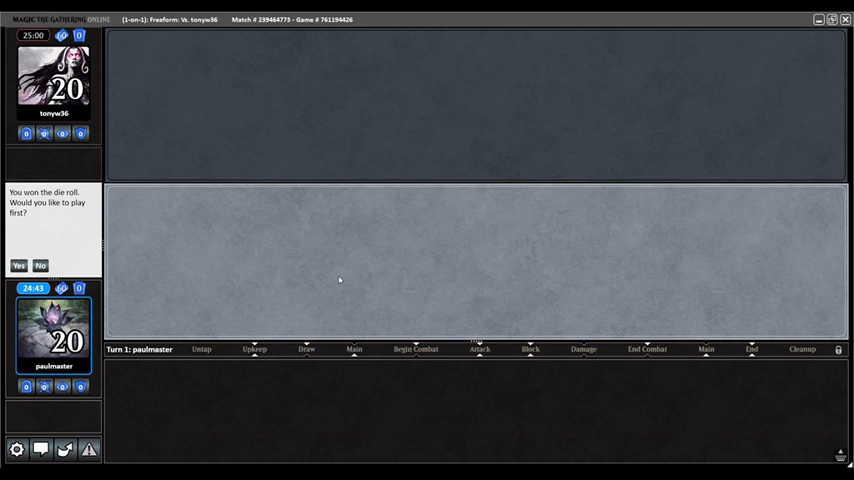 MAGIC THE GATHERING ONLINE (1-on-1): Freeform: Vs. tonyw36 Match # 239464773 - Game # 761194426
25:00 60 0
20
tonyw36
0 0 0 0
You won the die roll.
Would you like to play
first?
Yes No
24:43 60 0
20
Turn 1: paulmaster Untap Upkeep Draw Main Begin Combat Attack Block Damage End Combat Main End Cleanup
paulmaster
0 0 0 0